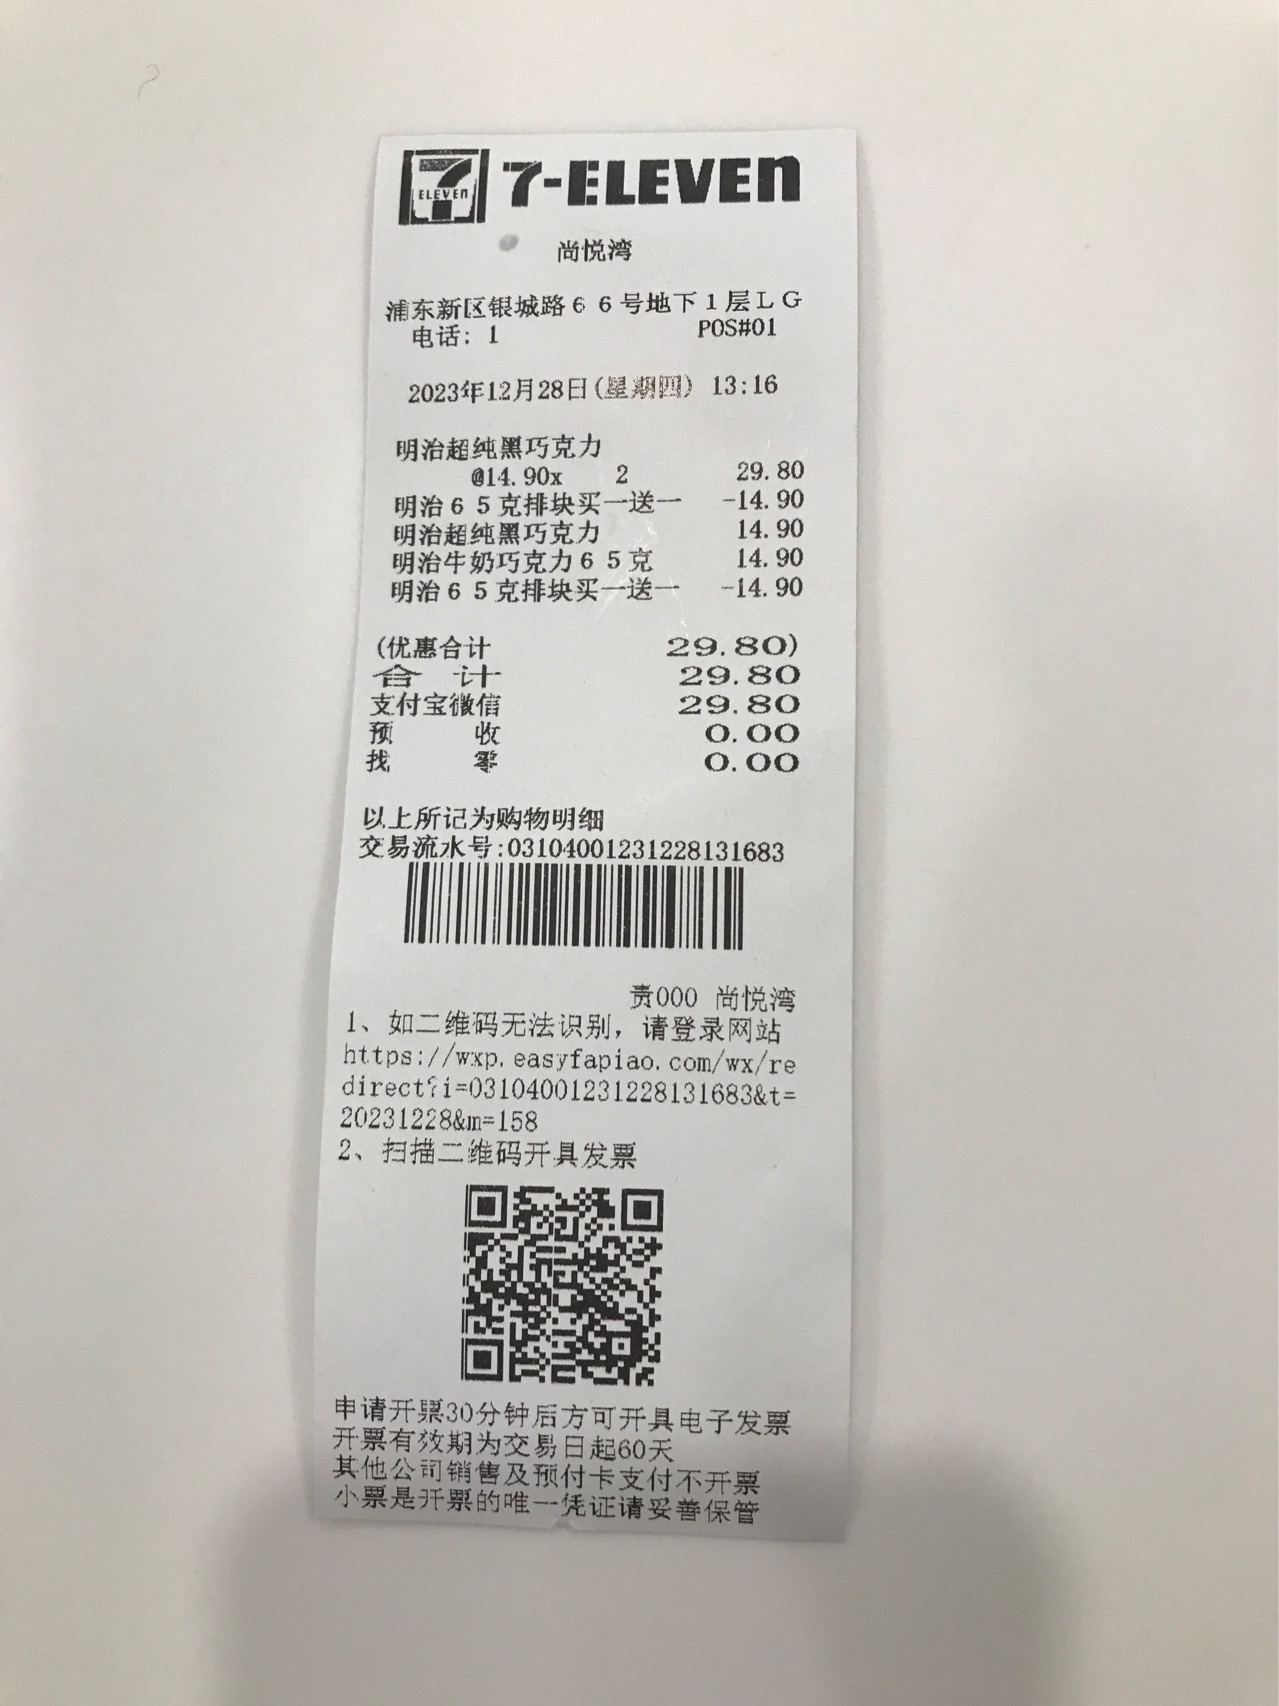 7-ELEVEN
ELEVEN
尚悦湾
浦东新区银城路66号地下1层LG
电话: 1 POS#01
2023年12月28日(星期四) 13:16
明治超纯黑巧克力
@14.90x 2 29.80
明治65克排块买一送一 -14.90
明治超纯黑巧克力 14.90
明治牛奶巧克力65克 14.90
明治65克排块买一送一 -14.90
(优惠合计 29.80)
合计 29.80
支付宝微信 29.80
预收 0.00
找零 0.00
以上所记为购物明细
交易流水号:03104001231228131683
责000 尚悦湾
1、如二维码无法识别，请登录网站
https://wxp.easyfapiao.com/wx/re
direct?i=03104001231228131683&t=
20231228&m=158
2、扫描二维码开具发票
申请开票30分钟后方可开具电子发票
开票有效期为交易日起60天
其他公司销售及预付卡支付不开票
小票是开票的唯一凭证请妥善保管